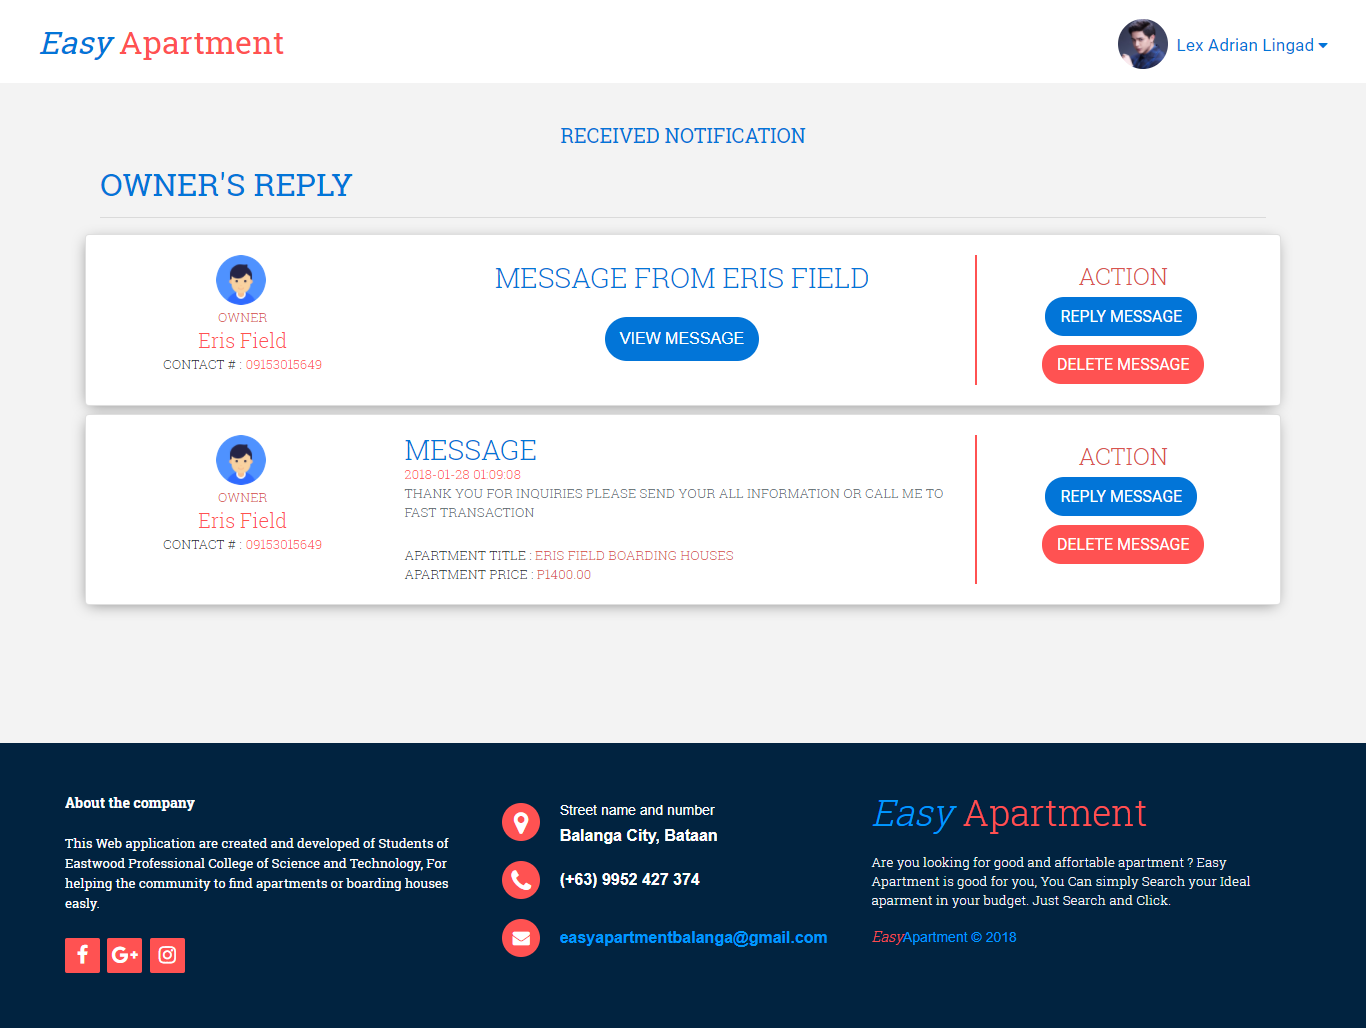 Easy Apartment
Lex Adrian Lingad
RECEIVED NOTIFICATION
OWNER'S REPLY
OWNER
Eris Field
CONTACT # : 09153015649
MESSAGE FROM ERIS FIELD
VIEW MESSAGE
ACTION
REPLY MESSAGE
DELETE MESSAGE
OWNER
Eris Field
CONTACT # : 09153015649
MESSAGE
2018-01-28 01:09:08
THANK YOU FOR INQUIRIES PLEASE SEND YOUR ALL INFORMATION OR CALL ME TO
FAST TRANSACTION
APARTMENT TITLE : ERIS FIELD BOARDING HOUSES
APARTMENT PRICE : P1400.00
ACTION
REPLY MESSAGE
DELETE MESSAGE
About the company
This Web application are created and developed of Students of
Eastwood Professional College of Science and Technology, For
helping the community to find apartments or boarding houses
easly.
f
G+
Street name and number
Balanga City, Bataan
(+63) 9952 427 374
easyapartmentbalanga@gmail.com
Easy Apartment
Are you looking for good and affortable apartment ? Easy
Apartment is good for you, You Can simply Search your Ideal
aparment in your budget. Just Search and Click.
EasyApartment © 2018